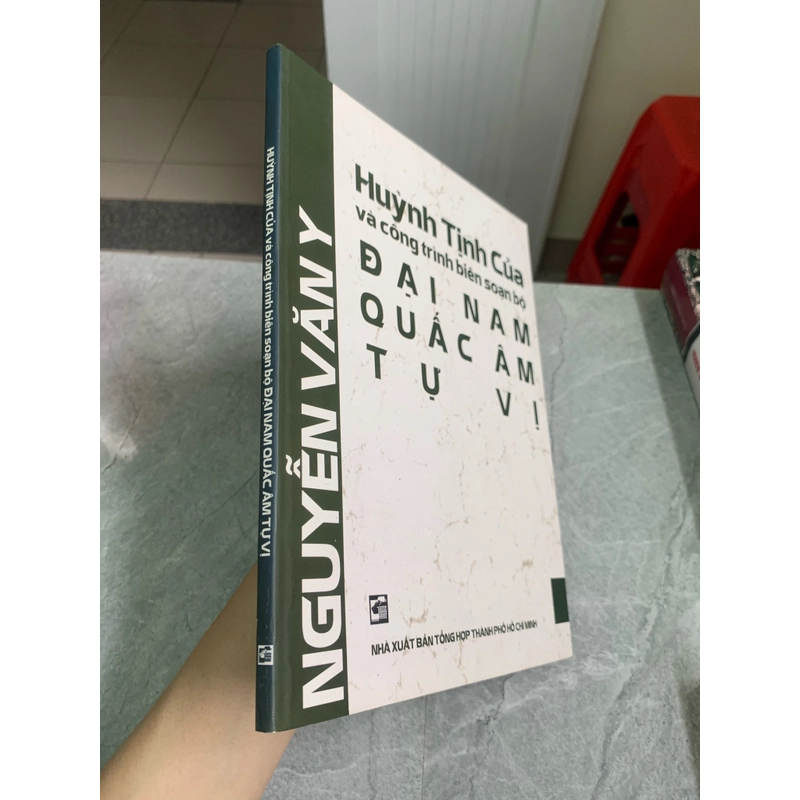 HUỲNH TỊNH CỦA và công trình biên soạn bộ ĐẠI NAM QUẤC ÂM TỰ VỊ
NGUYỄN VĂN Y
Huỳnh Tịnh Của
và công trình biên soạn bộ
ĐẠI NAM
QUẤC ÂM
TỰ VỊ
NHÀ XUẤT BẢN TỔNG HỢP THÀNH PHỐ HỒ CHÍ MINH